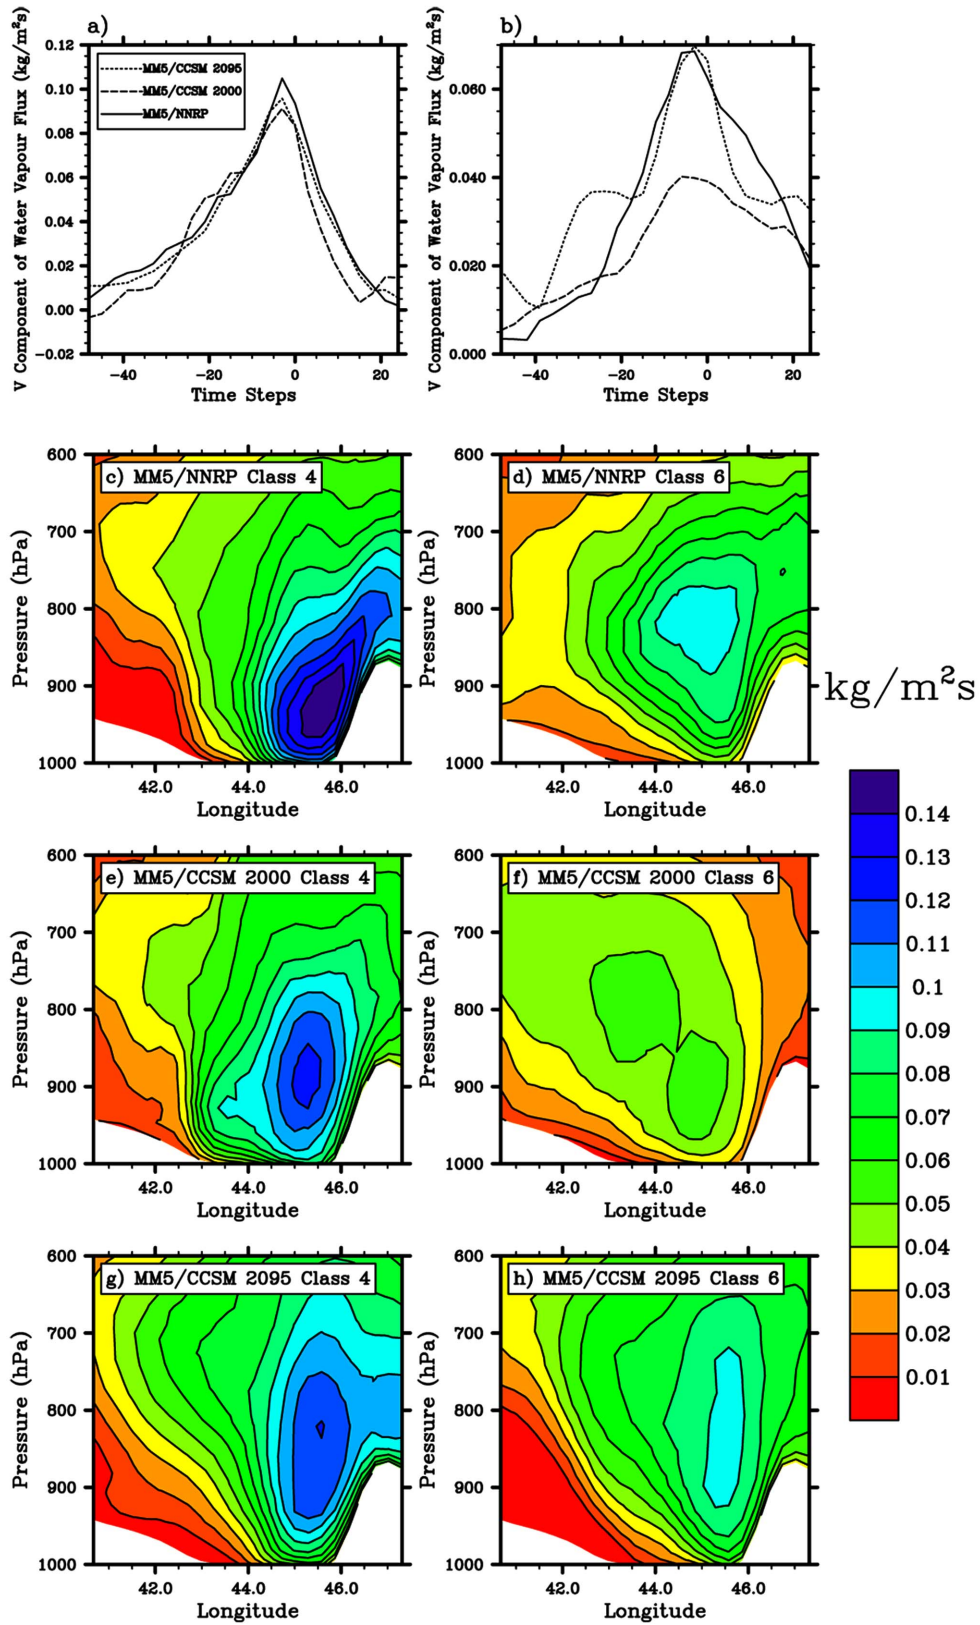 a)
b)
V Component of Water Vapour Flux (kg/m²s)
0.12
0.10
0.08
0.06
0.04
0.02
0.00
−0.02
MM5/CCSM 2095
MM5/CCSM 2000
MM5/NNRP
−40 −20 0 20
Time Steps
V Component of Water Vapour Flux (kg/m²s)
0.060
0.040
0.020
0.000
−40 −20 0 20
Time Steps
c) MM5/NNRP Class 4
Pressure (hPa)
600
700
800
900
1000
42.0 44.0 46.0
Longitude
d) MM5/NNRP Class 6
Pressure (hPa)
600
700
800
900
1000
42.0 44.0 46.0
Longitude
e) MM5/CCSM 2000 Class 4
Pressure (hPa)
600
700
800
900
1000
42.0 44.0 46.0
Longitude
f) MM5/CCSM 2000 Class 6
Pressure (hPa)
600
700
800
900
1000
42.0 44.0 46.0
Longitude
g) MM5/CCSM 2095 Class 4
Pressure (hPa)
600
700
800
900
1000
42.0 44.0 46.0
Longitude
h) MM5/CCSM 2095 Class 6
Pressure (hPa)
600
700
800
900
1000
42.0 44.0 46.0
Longitude
kg/m²s
0.14
0.13
0.12
0.11
0.1
0.09
0.08
0.07
0.06
0.05
0.04
0.03
0.02
0.01